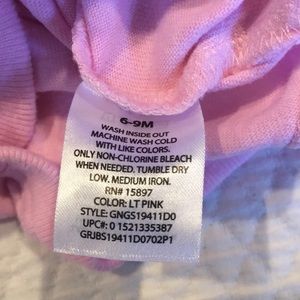 6-9M
WASH INSIDE OUT
MACHINE WASH COLD
WITH LIKE COLORS.
ONLY NON-CHLORINE BLEACH
WHEN NEEDED. TUMBLE DRY
LOW. MEDIUM IRON.
RN# 15897
COLOR: LT PINK
STYLE: GNGS19411D0
UPC#: 0 1521335387
GRJBS19411D0702P1